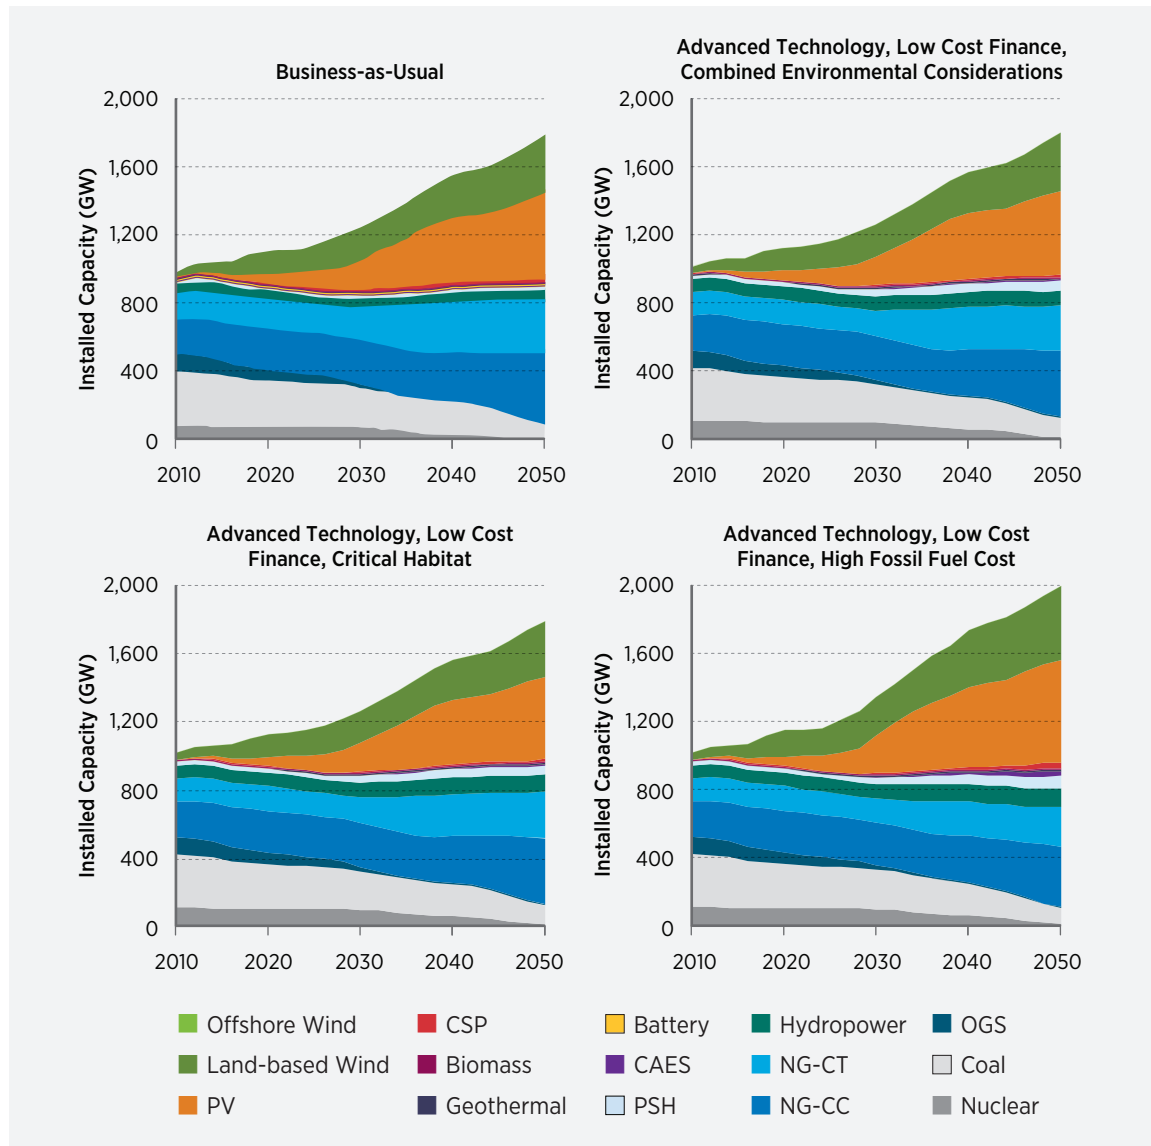 Business-as-Usual
2,000
1,600
1,200
800
400
0
Installed Capacity (GW)
2010
2020
2030
2040
2050
Advanced Technology, Low Cost Finance,
Combined Environmental Considerations
2,000
1,600
1,200
800
400
0
Installed Capacity (GW)
2010
2020
2030
2040
2050
Advanced Technology, Low Cost
Finance, Critical Habitat
2,000
1,600
1,200
800
400
0
Installed Capacity (GW)
2010
2020
2030
2040
2050
Advanced Technology, Low Cost
Finance, High Fossil Fuel Cost
2,000
1,600
1,200
800
400
0
Installed Capacity (GW)
2010
2020
2030
2040
2050
Offshore Wind
Land-based Wind
PV
CSP
Biomass
Geothermal
Battery
CAES
PSH
Hydropower
NG-CT
NG-CC
OGS
Coal
Nuclear